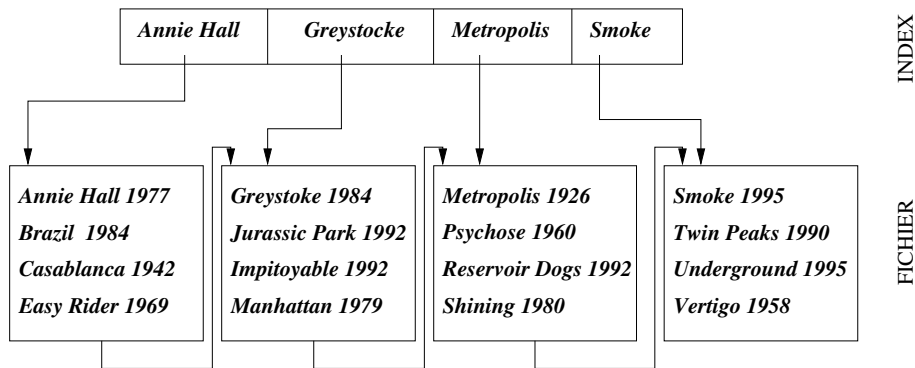 Annie Hall Greystocke Metropolis Smoke
INDEX
Annie Hall 1977
Brazil 1984
Casablanca 1942
Easy Rider 1969
Greystoke 1984
Jurassic Park 1992
Impitoyable 1992
Manhattan 1979
Metropolis 1926
Psychose 1960
Reservoir Dogs 1992
Shining 1980
Smoke 1995
Twin Peaks 1990
Underground 1995
Vertigo 1958
FICHIER